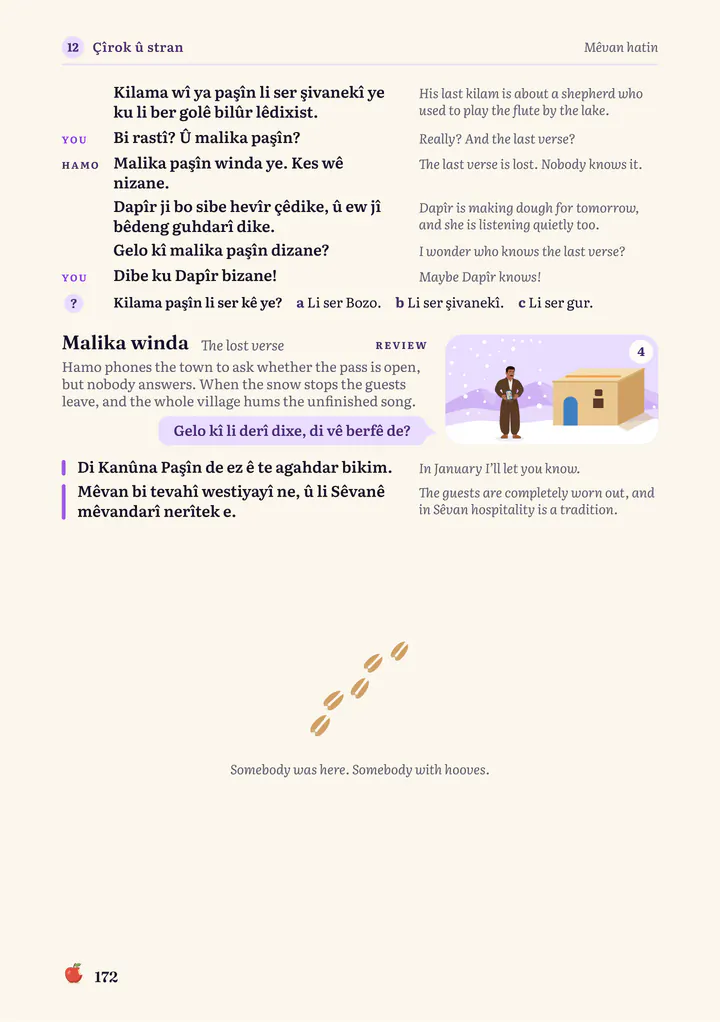 12 Çîrok û stran Mêvan hatin
Kilama wî ya paşîn li ser şivanekî ye His last kilam is about a shepherd who
ku li ber golê bilûr lêdixist. used to play the flute by the lake.
YOU Bi rastî? Û malika paşîn? Really? And the last verse?
HAMO Malika paşîn winda ye. Kes wê The last verse is lost. Nobody knows it.
nizane.
Dapîr ji bo sibe hevîr çêdike, û ew jî Dapîr is making dough for tomorrow,
bêdeng guhdarî dike. and she is listening quietly too.
Gelo kî malika paşîn dizane? I wonder who knows the last verse?
YOU Dibe ku Dapîr bizane! Maybe Dapîr knows!
? Kilama paşîn li ser kê ye? a Li ser Bozo. b Li ser şivanekî. c Li ser gur.
Malika winda The lost verse REVIEW
4
Hamo phones the town to ask whether the pass is open,
but nobody answers. When the snow stops the guests
leave, and the whole village hums the unfinished song.
Gelo kî li derî dixe, di vê berfê de?
Di Kanûna Paşîn de ez ê te agahdar bikim. In January I'll let you know.
Mêvan bi tevahî westiyayî ne, û li Sêvanê The guests are completely worn out, and
mêvandarî nerîtek e. in Sêvan hospitality is a tradition.
Somebody was here. Somebody with hooves.
172